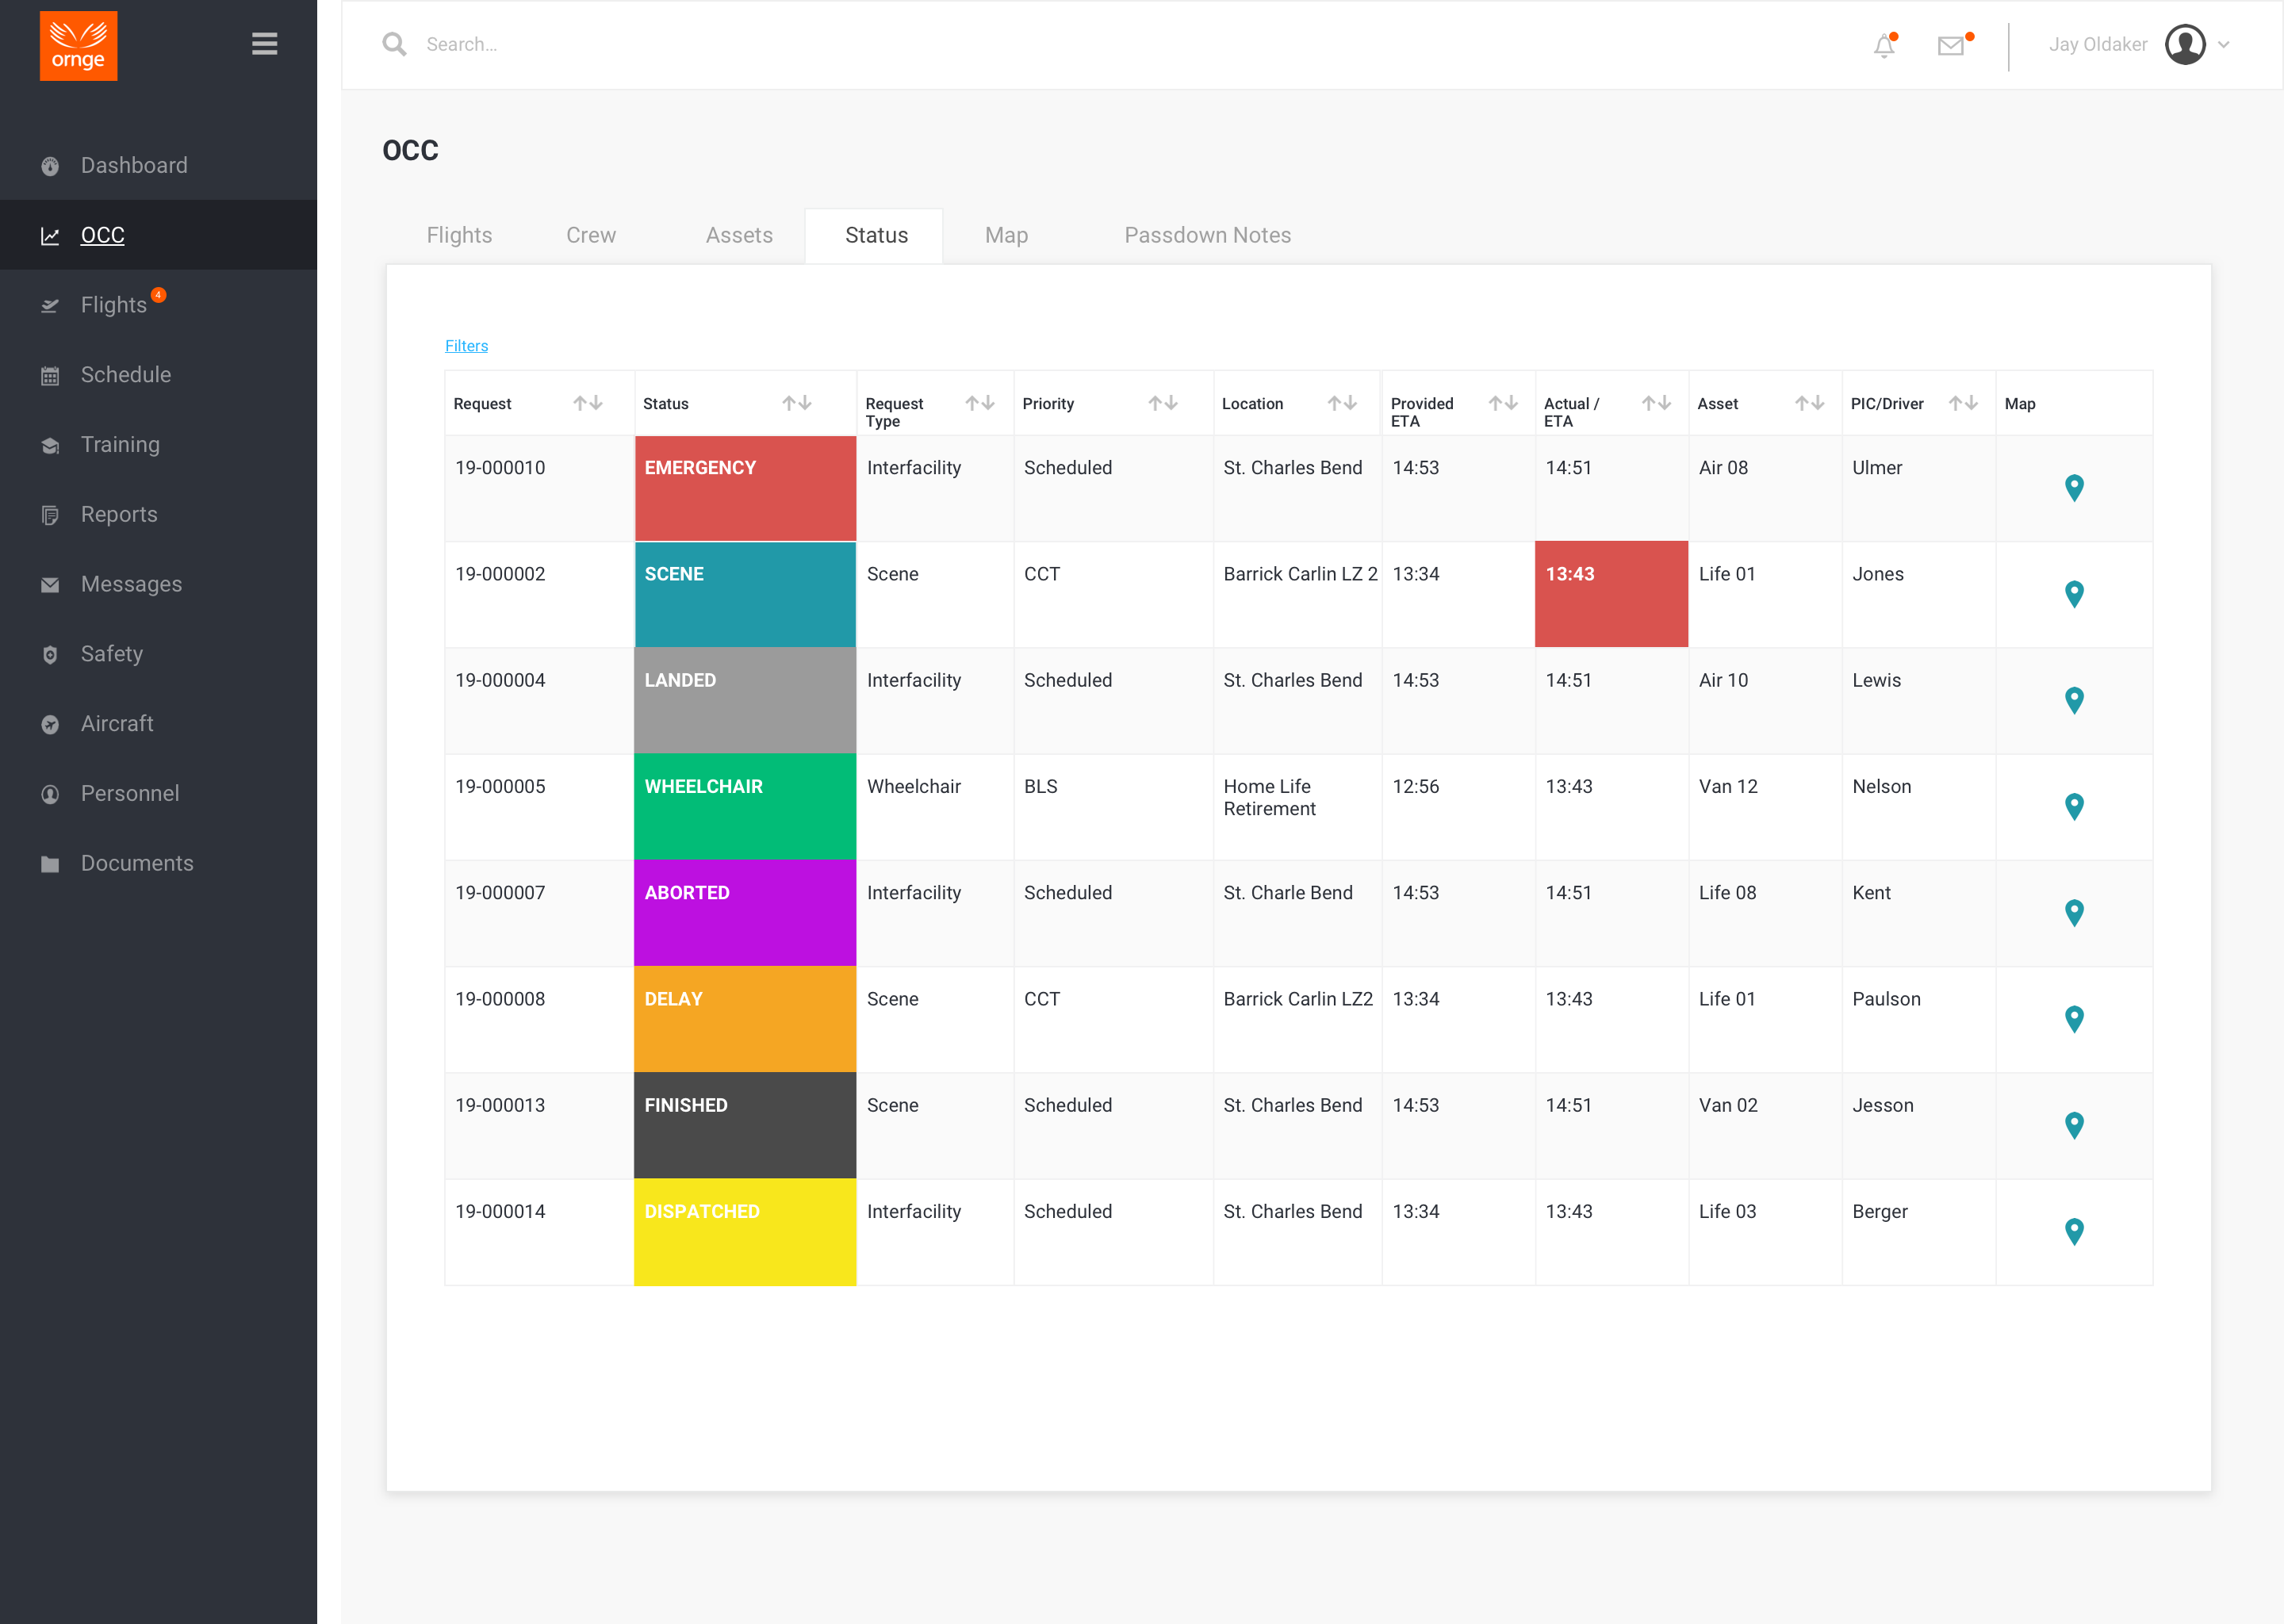 ornge
Search...
Jay Oldaker
Dashboard
OCC
Flights 4
Schedule
Training
Reports
Messages
Safety
Aircraft
Personnel
Documents
OCC
Flights Crew Assets Status Map Passdown Notes
Filters
Request Status Request Type Priority Location Provided ETA Actual / ETA Asset PIC/Driver Map
19-000010 EMERGENCY Interfacility Scheduled St. Charles Bend 14:53 14:51 Air 08 Ulmer
19-000002 SCENE Scene CCT Barrick Carlin LZ 2 13:34 13:43 Life 01 Jones
19-000004 LANDED Interfacility Scheduled St. Charles Bend 14:53 14:51 Air 10 Lewis
19-000005 WHEELCHAIR Wheelchair BLS Home Life Retirement 12:56 13:43 Van 12 Nelson
19-000007 ABORTED Interfacility Scheduled St. Charle Bend 14:53 14:51 Life 08 Kent
19-000008 DELAY Scene CCT Barrick Carlin LZ2 13:34 13:43 Life 01 Paulson
19-000013 FINISHED Scene Scheduled St. Charles Bend 14:53 14:51 Van 02 Jesson
19-000014 DISPATCHED Interfacility Scheduled St. Charles Bend 13:34 13:43 Life 03 Berger